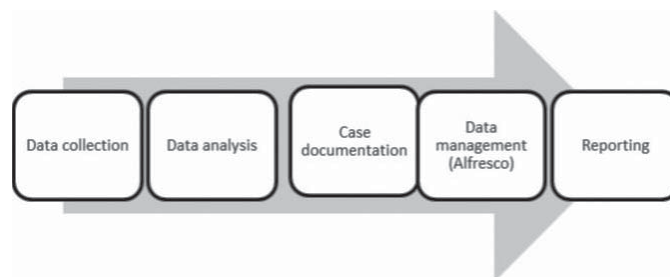 Data collection
Data analysis
Case
documentation
Data
management
(Alfresco)
Reporting